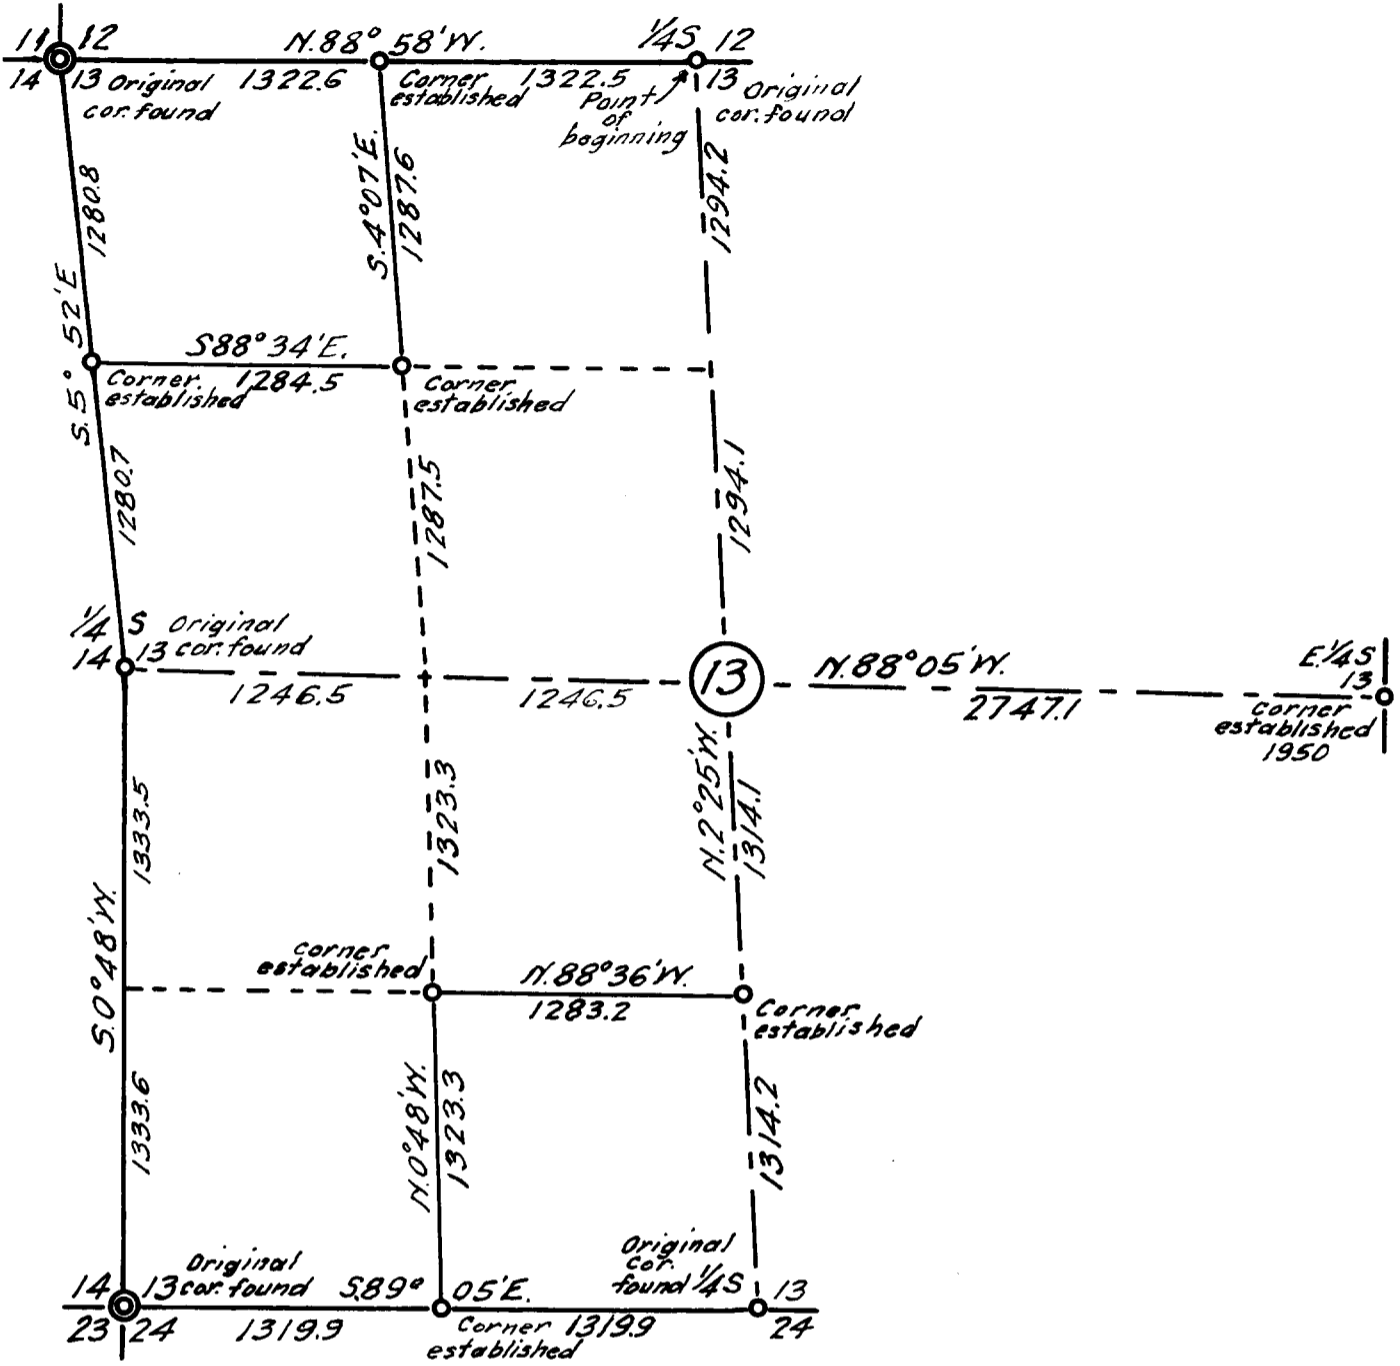 11 12
14 13 Original
cor. found
N. 88° 58' W.
1322.6
Corner
established
1322.5
Point
of
beginning
1/4 S 12
13 Original
cor. found
1280.8
S. 4° 07' E.
1287.6
1294.2
S. 5° 52' E
S 88° 34' E.
Corner.
established
1284.5
Corner
established
1280.7
1287.5
1294.1
1/4 S Original
14 13 cor. found
1246.5
1246.5
13
N. 88° 05' W.
2747.1
E. 1/4 S
13
corner
established
1950
1333.5
1323.3
N. 2° 25' W.
1314.1
S. 0° 48' W.
corner
established
N. 88° 36' W.
1283.2
Corner
established
1333.6
N. 0° 48' W.
1323.3
1314.2
14 13 Original
cor. found
23 24
S. 89° 05' E.
1319.9
Corner
established
1319.9
Original
cor.
found 1/4 S 13
24